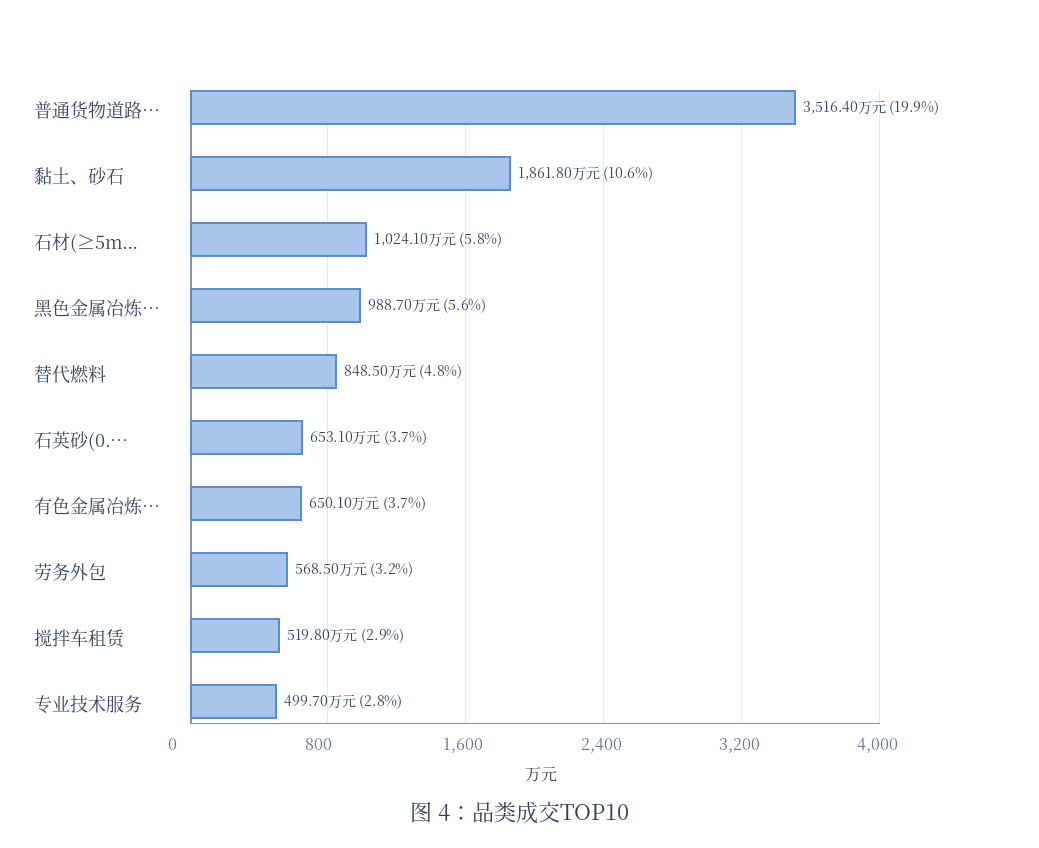 普通货物道路…
3,516.40万元 (19.9%)
黏土、砂石
1,861.80万元 (10.6%)
石材(≥5m...
1,024.10万元 (5.8%)
黑色金属冶炼…
988.70万元 (5.6%)
替代燃料
848.50万元 (4.8%)
石英砂(0.…
653.10万元 (3.7%)
有色金属冶炼…
650.10万元 (3.7%)
劳务外包
568.50万元 (3.2%)
搅拌车租赁
519.80万元 (2.9%)
专业技术服务
499.70万元 (2.8%)
0 800 1,600 2,400 3,200 4,000
万元
图 4：品类成交TOP10